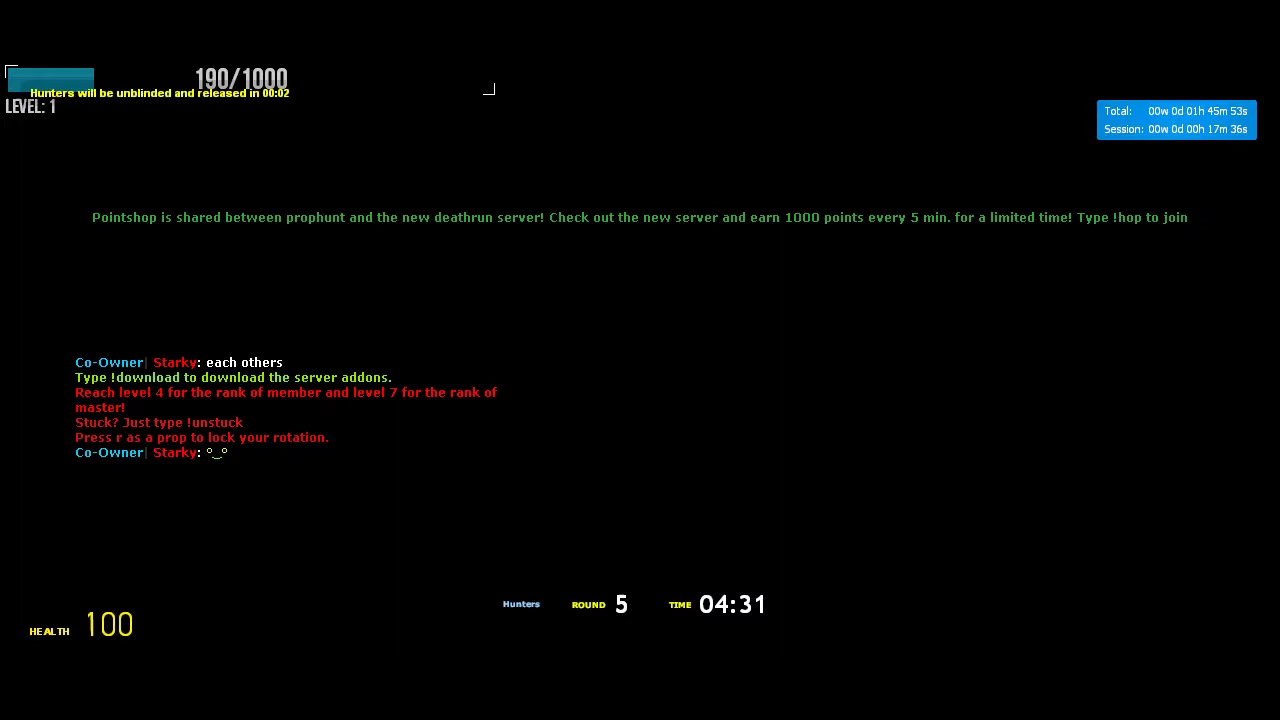 190/1000
Hunters will be unblinded and released in 00:02
LEVEL: 1
Total: 00w 0d 01h 45m 53s
Session: 00w 0d 00h 17m 36s
Pointshop is shared between prophunt and the new deathrun server! Check out the new server and earn 1000 points every 5 min. for a limited time! Type !hop to join
Co-Owner| Starky: each others
Type !download to download the server addons.
Reach level 4 for the rank of member and level 7 for the rank of
master!
Stuck? Just type !unstuck
Press r as a prop to lock your rotation.
Co-Owner| Starky: º‿º
Hunters ROUND 5 TIME 04:31
HEALTH 100